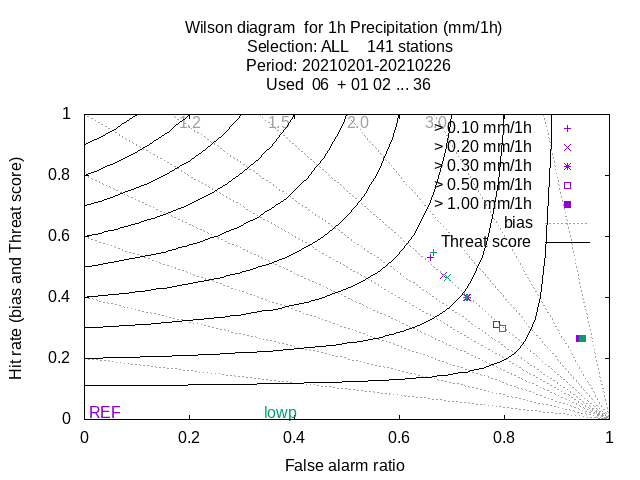 Wilson diagram  for 1h Precipitation (mm/1h)
Selection: ALL    141 stations
Period: 20210201-20210226
Used  06  + 01 02 ... 36
1 1.2 1.5 2.0 3.0
> 0.10 mm/1h
> 0.20 mm/1h
0.8 > 0.30 mm/1h
> 0.50 mm/1h
> 1.00 mm/1h
bias
0.6 Threat score
0.4
0.2
0 REF lowp
0 0.2 0.4 0.6 0.8 1
False alarm ratio
Hit rate (bias and Threat score)